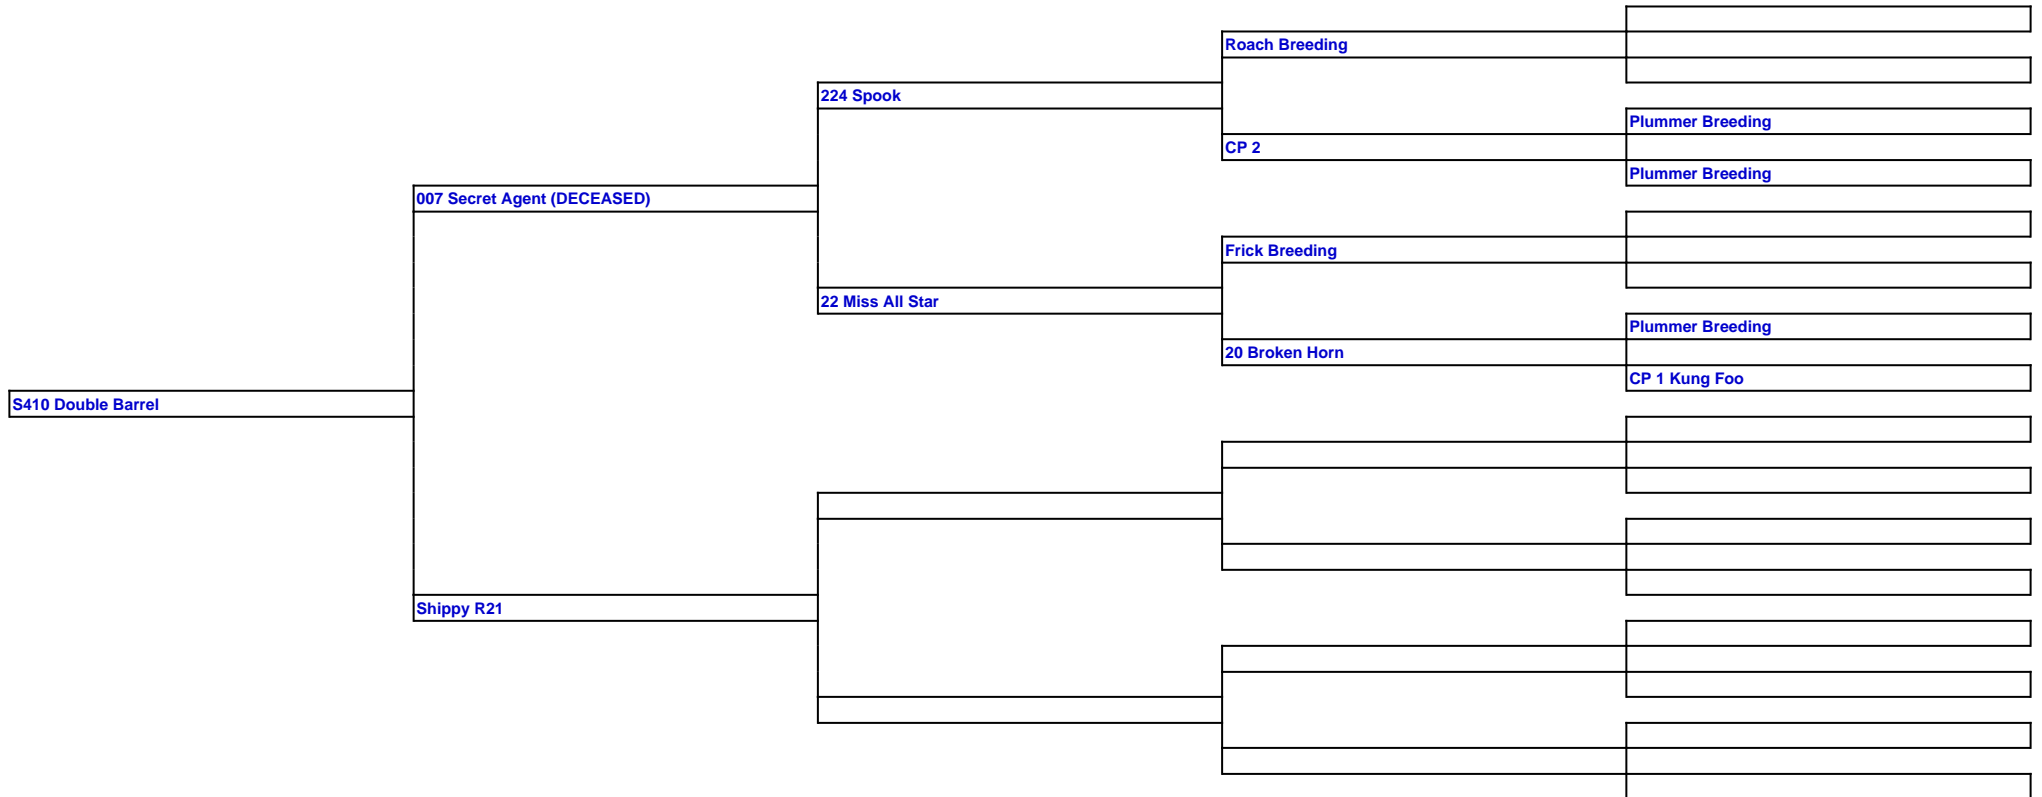 Roach Breeding
224 Spook
Plummer Breeding
CP 2
Plummer Breeding
007 Secret Agent (DECEASED)
Frick Breeding
22 Miss All Star
Plummer Breeding
20 Broken Horn
CP 1 Kung Foo
S410 Double Barrel
Shippy R21